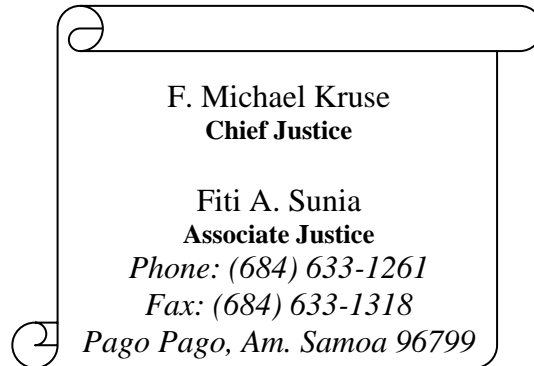 F. Michael Kruse
Chief Justice
Fiti A. Sunia
Associate Justice
Phone: (684) 633-1261
Fax: (684) 633-1318
Pago Pago, Am. Samoa 96799